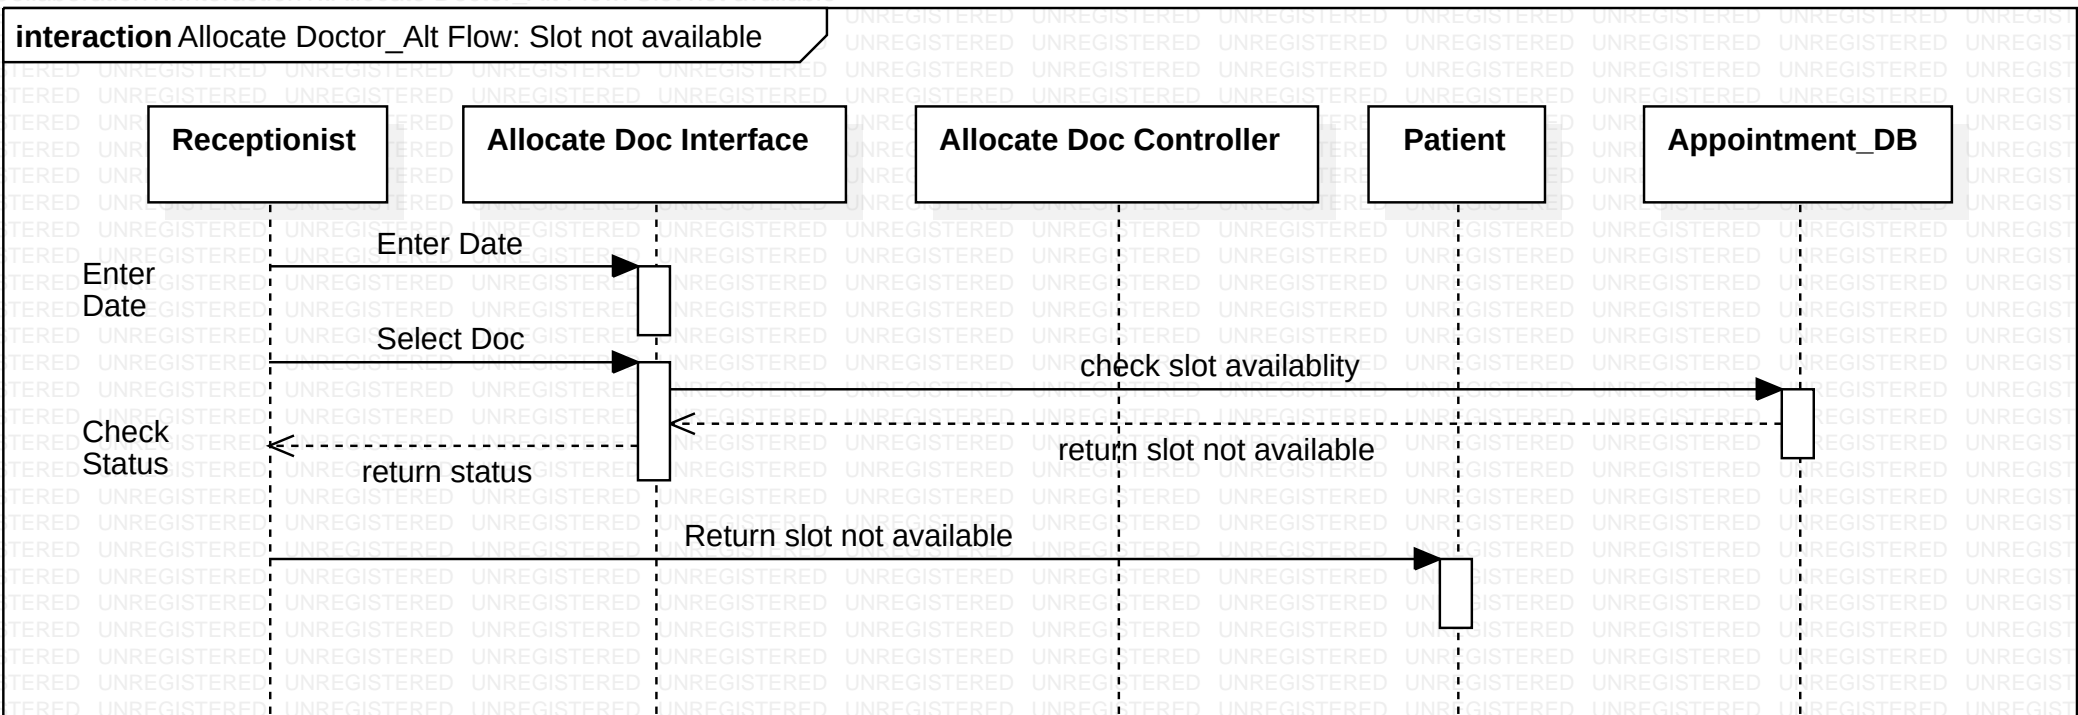 interaction Allocate Doctor_Alt Flow: Slot not available
Receptionist
Allocate Doc Interface
Allocate Doc Controller
Patient
Appointment_DB
Enter Date
Enter
Date
Select Doc
check slot availablity
Check
Status
return slot not available
return status
Return slot not available
UNREGISTERED